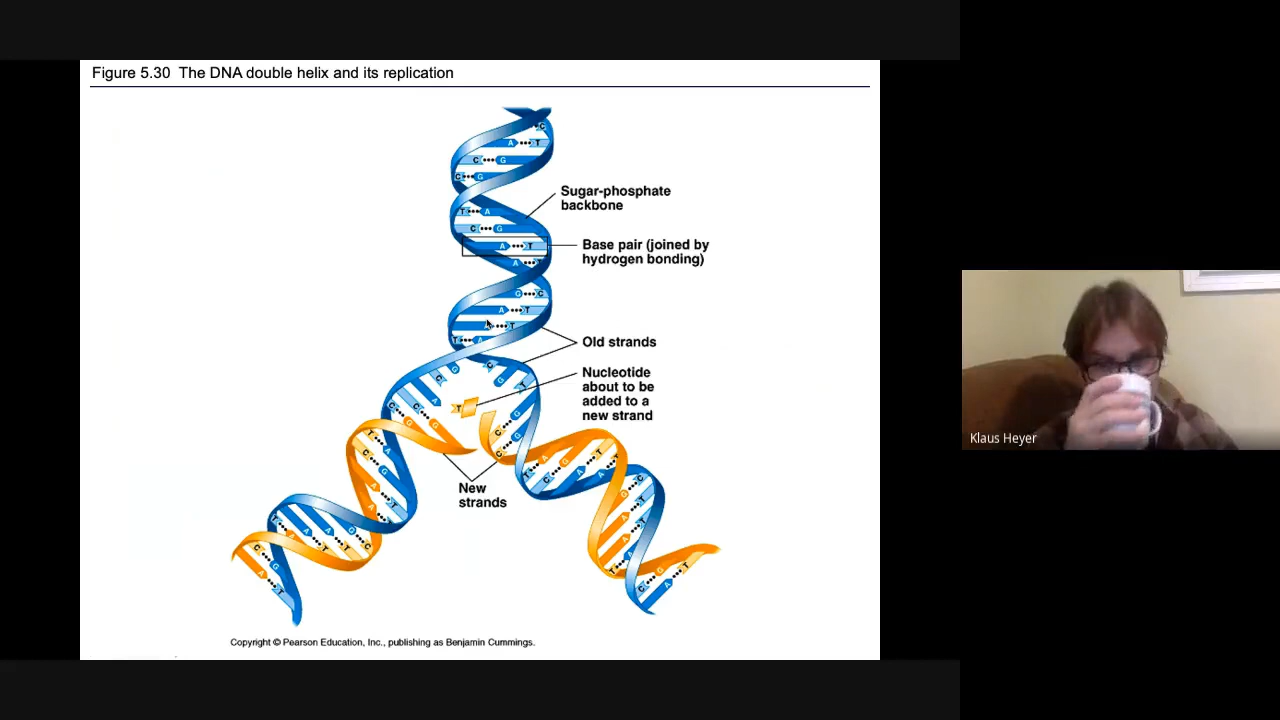 Figure 5.30 The DNA double helix and its replication
C
A T
C G
C G
Sugar-phosphate
backbone
T A
C G
A T
Base pair (joined by
hydrogen bonding)
A
G C
A T
T
T A
Old strands
Nucleotide
about to be
added to a
new strand
T
New
strands
Klaus Heyer
Copyright © Pearson Education, Inc., publishing as Benjamin Cummings.